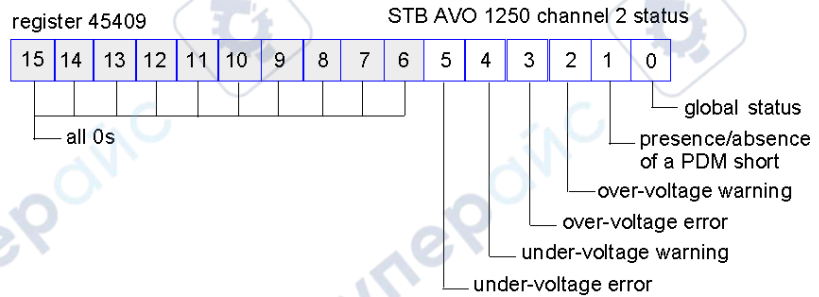 register 45409
STB AVO 1250 channel 2 status
15 14 13 12 11 10 9 8 7 6 5 4 3 2 1 0
global status
all 0s
presence/absence
of a PDM short
over-voltage warning
over-voltage error
under-voltage warning
under-voltage error